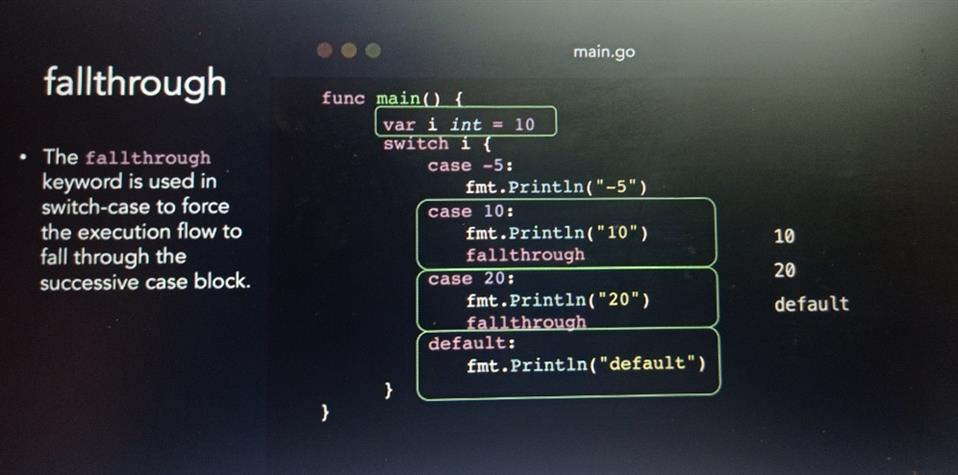 fallthrough
• The fallthrough
keyword is used in
switch-case to force
the execution flow to
fall through the
successive case block.
main.go
func main() {
var i int = 10
switch i {
case -5:
fmt.Println("-5")
case 10:
fmt.Println("10")
fallthrough
case 20:
fmt.Println("20")
fallthrough
default:
fmt.Println("default")
}
}
10
20
default